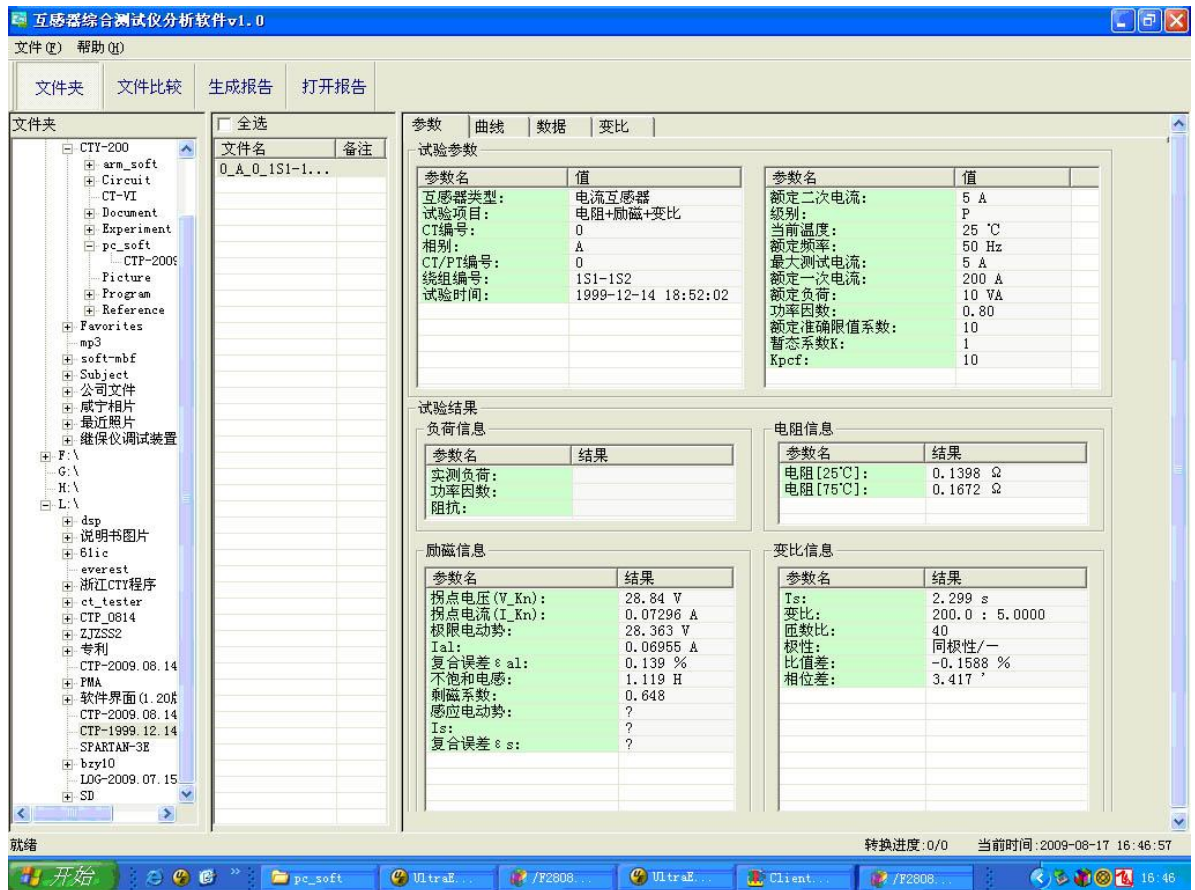 互感器综合测试仪分析软件v1.0
文件(F) 帮助(H)
文件夹 文件比较 生成报告 打开报告
文件夹
CTY-200
arm_soft
Circuit
CT-VI
Document
Experiment
pc_soft
CTP-2009
Picture
Program
Reference
Favorites
mp3
soft-mbf
Subject
公司文件
咸宁相片
最近照片
继保仪调试装置
F:\
G:\
H:\
L:\
dsp
说明书图片
61ic
everest
浙江CTY程序
ct_tester
CTP_0814
ZJZSS2
专利
CTP-2009.08.14
PMA
软件界面(1.20版
CTP-2009.08.14
CTP-1999.12.14
SPARTAN-3E
bzy10
LOG-2009.07.15
SD
全选
文件名 备注
0_A_0_1S1-1...
参数 曲线 数据 变比
试验参数
参数名 值
互感器类型: 电流互感器
试验项目: 电阻+励磁+变比
CT编号: 0
相别: A
CT/PT编号: 0
绕组编号: 1S1-1S2
试验时间: 1999-12-14 18:52:02
参数名 值
额定二次电流: 5 A
级别: P
当前温度: 25 ℃
额定频率: 50 Hz
最大测试电流: 5 A
额定一次电流: 200 A
额定负荷: 10 VA
功率因数: 0.80
额定准确限值系数: 10
暂态系数K: 1
Kpcf: 10
试验结果
负荷信息
参数名 结果
实测负荷:
功率因数:
阻抗:
电阻信息
参数名 结果
电阻[25℃]: 0.1398 Ω
电阻[75℃]: 0.1672 Ω
励磁信息
参数名 结果
拐点电压(V_Kn): 28.84 V
拐点电流(I_Kn): 0.07296 A
极限电动势: 28.363 V
Ial: 0.06955 A
复合误差εal: 0.139 %
不饱和电感: 1.119 H
剩磁系数: 0.648
感应电动势: ?
Is: ?
复合误差εs: ?
变比信息
参数名 结果
Ts: 2.299 s
变比: 200.0 : 5.0000
匝数比: 40
极性: 同极性/—
比值差: -0.1588 %
相位差: 3.417 '
就绪
转换进度:0/0 当前时间:2009-08-17 16:46:57
开始 pc_soft UltraE... /F2808... UltraE... Client... /F2808... 16:46